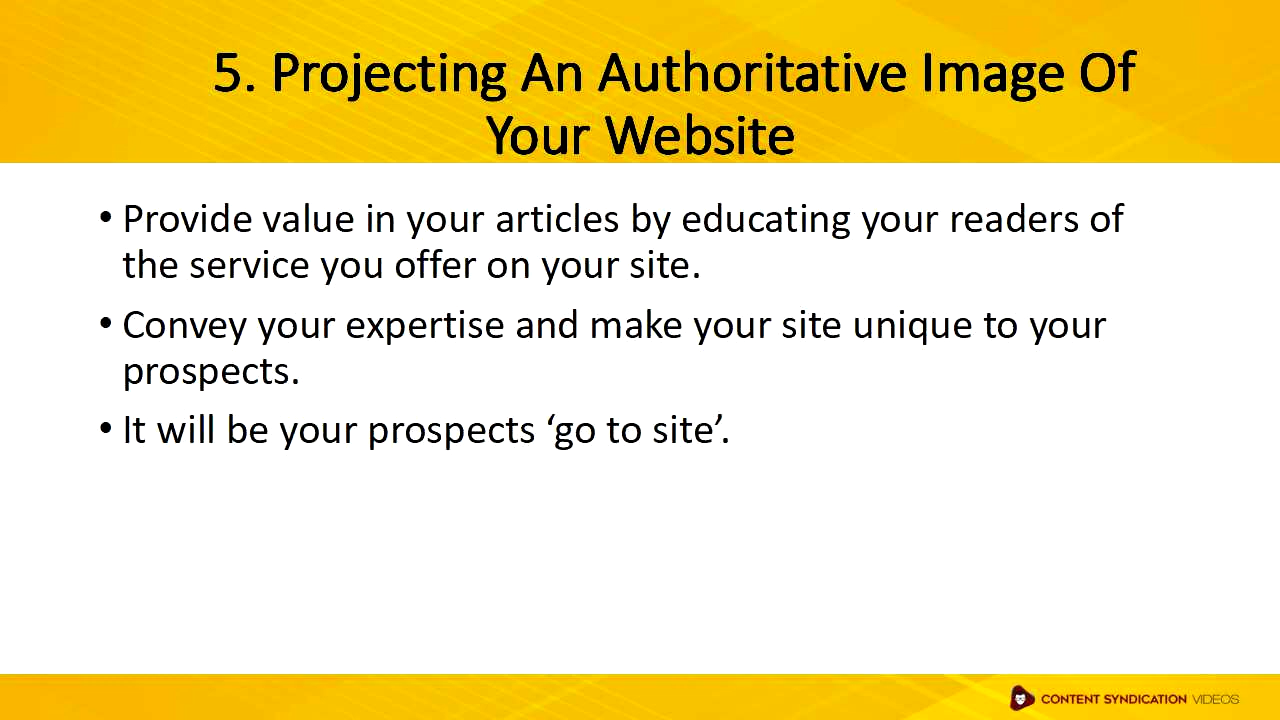 5. Projecting An Authoritative Image Of
Your Website
• Provide value in your articles by educating your readers of
the service you offer on your site.
• Convey your expertise and make your site unique to your
prospects.
• It will be your prospects ‘go to site’.
CONTENT SYNDICATION VIDEOS